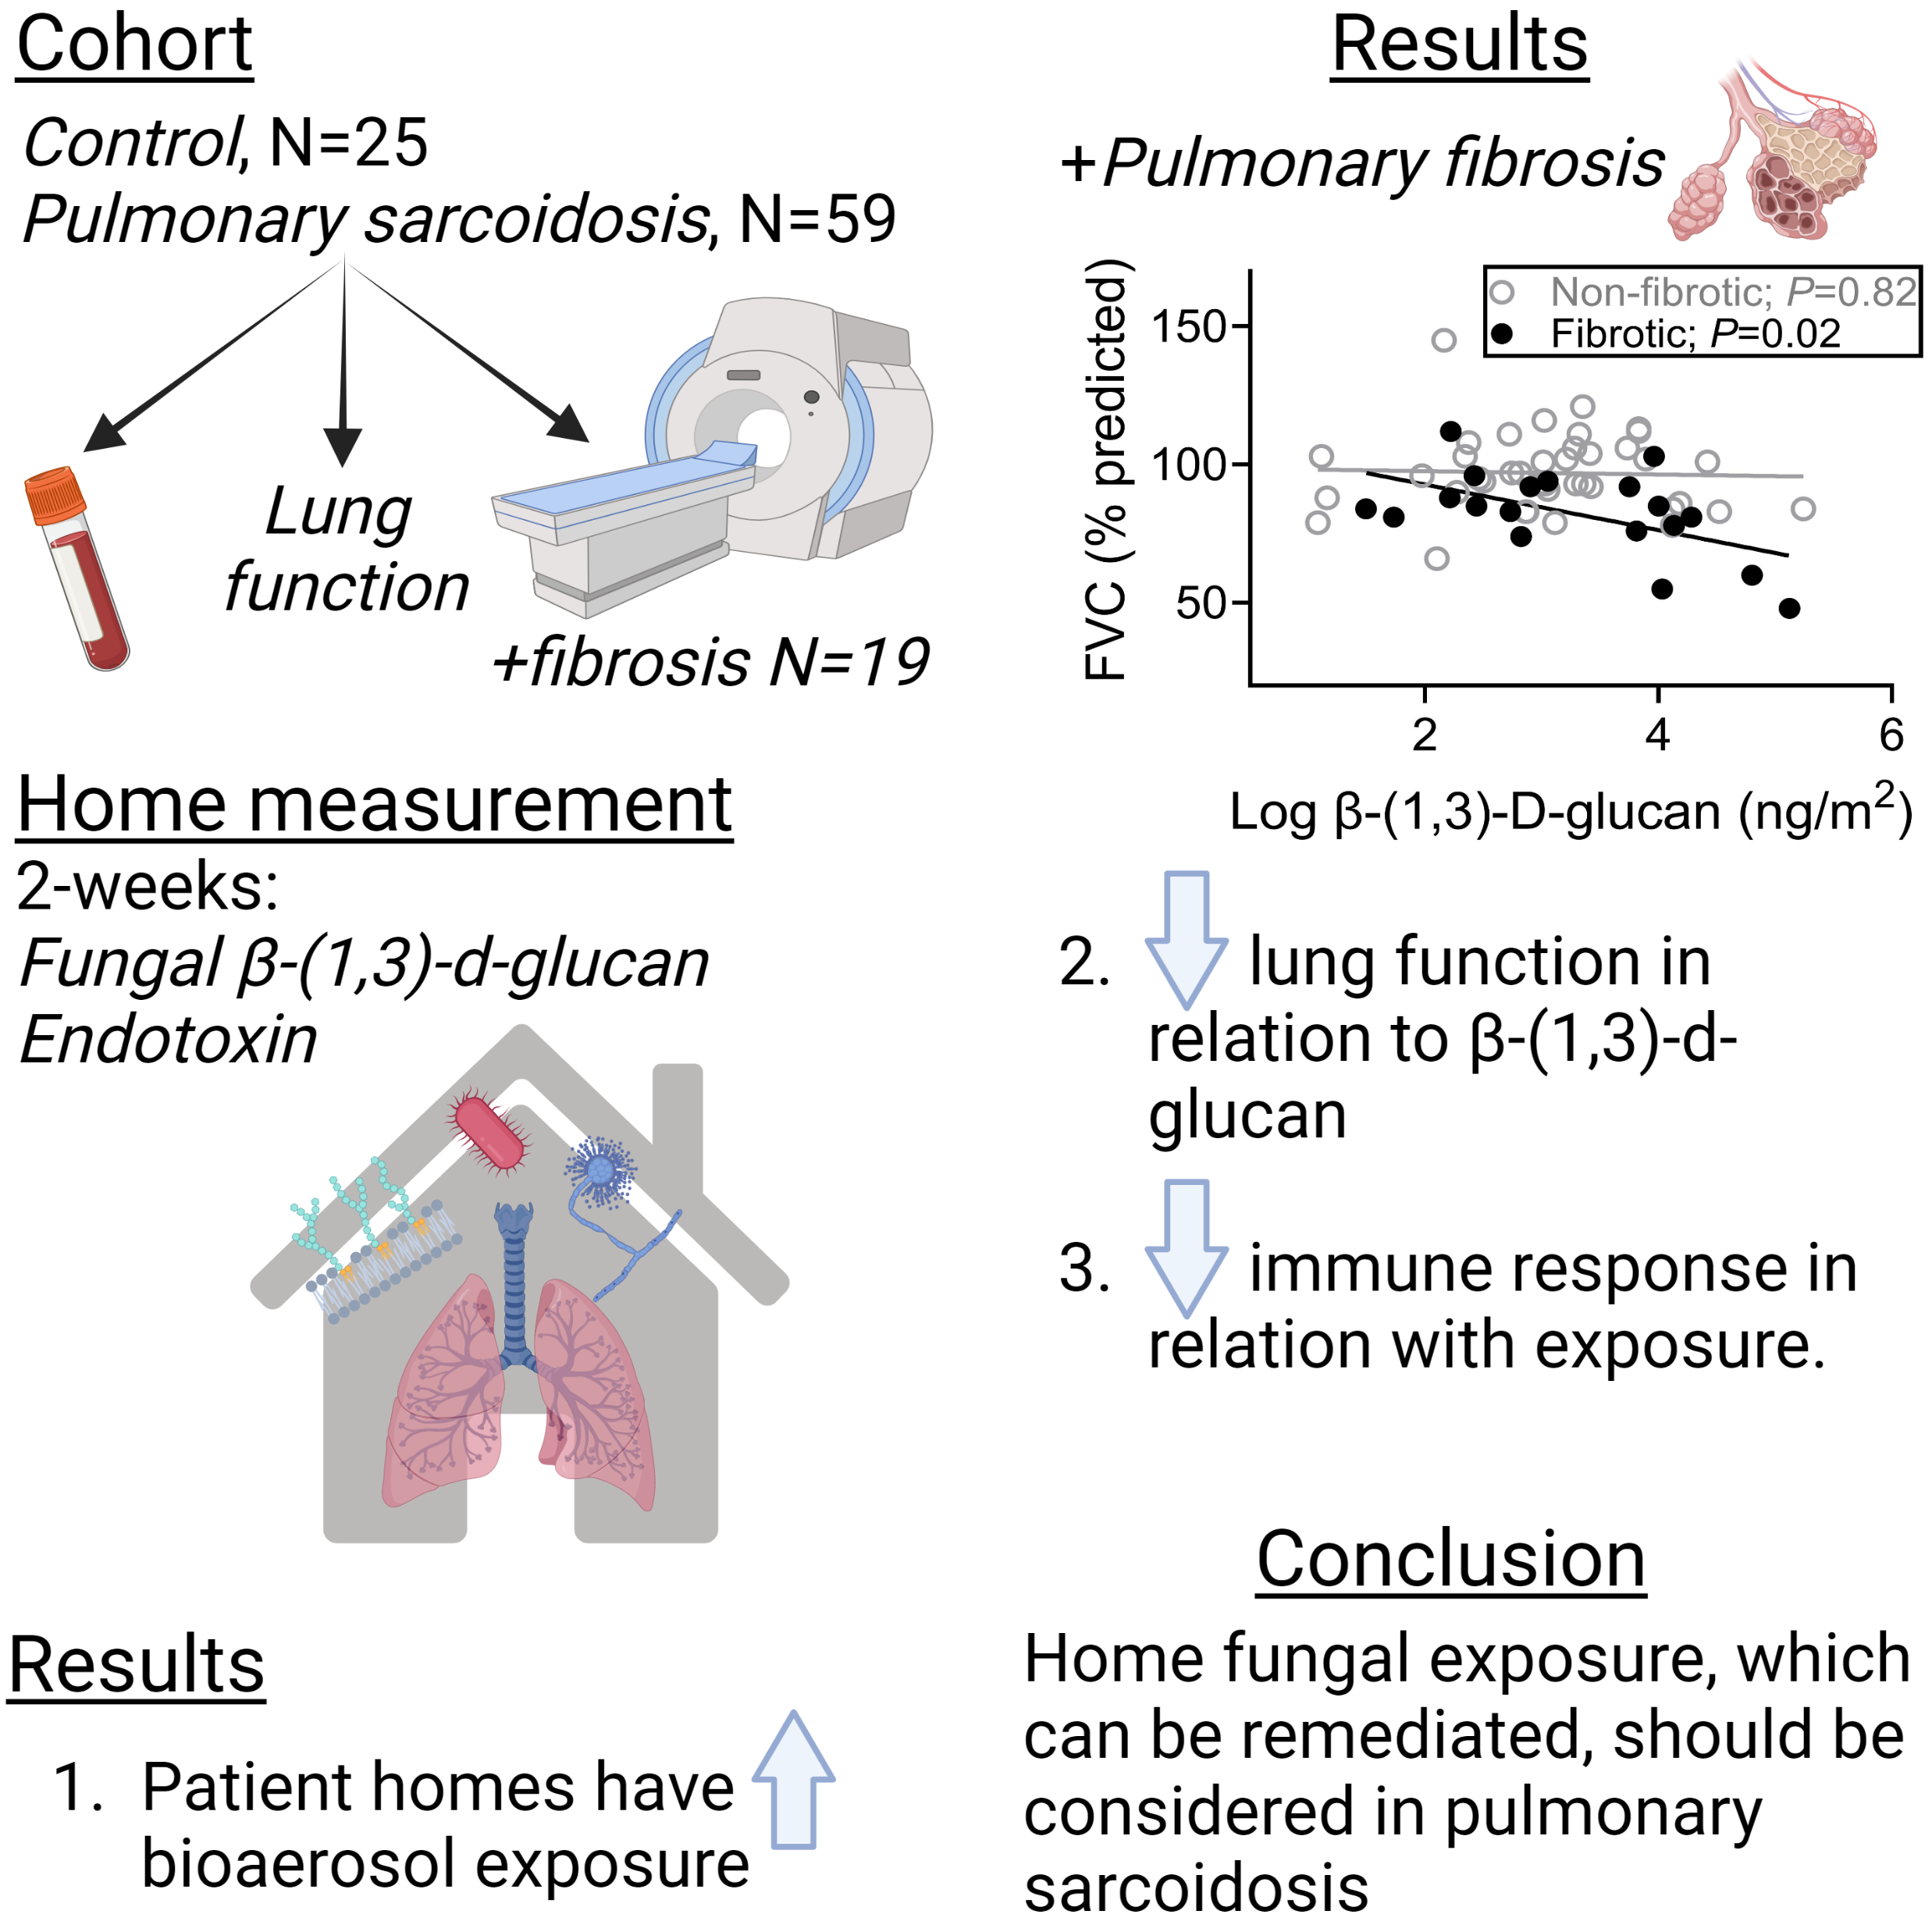 Cohort
Control, N=25
Pulmonary sarcoidosis, N=59
Lung
function
+fibrosis N=19
Home measurement
2-weeks:
Fungal β-(1,3)-d-glucan
Endotoxin
Results
1. Patient homes have
bioaerosol exposure
Results
+Pulmonary fibrosis
Non-fibrotic; P=0.82
Fibrotic; P=0.02
FVC (% predicted)
150
100
50
2 4 6
Log β-(1,3)-D-glucan (ng/m²)
2. lung function in
relation to β-(1,3)-d-
glucan
3. immune response in
relation with exposure.
Conclusion
Home fungal exposure, which
can be remediated, should be
considered in pulmonary
sarcoidosis